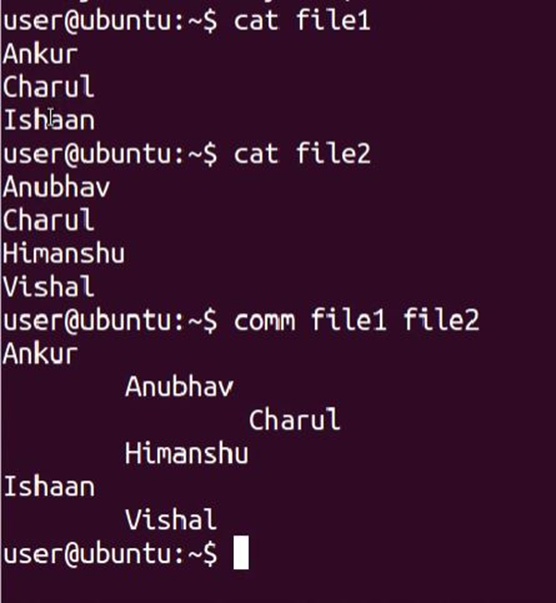 user@ubuntu:~$ cat file1
Ankur
Charul
Ishaan
user@ubuntu:~$ cat file2
Anubhav
Charul
Himanshu
Vishal
user@ubuntu:~$ comm file1 file2
Ankur
        Anubhav
                Charul
        Himanshu
Ishaan
        Vishal
user@ubuntu:~$